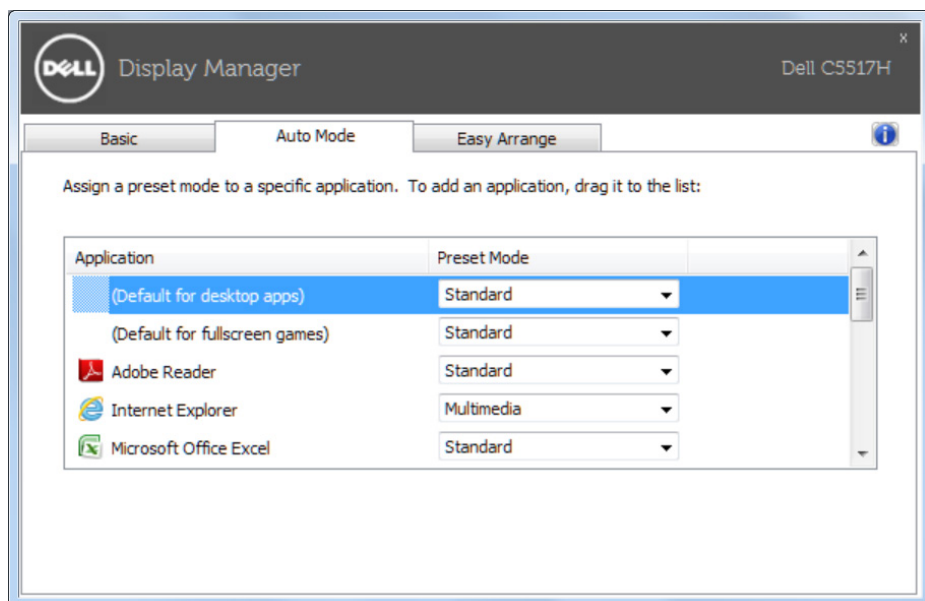 x
DELL Display Manager Dell C5517H
Basic Auto Mode Easy Arrange
Assign a preset mode to a specific application. To add an application, drag it to the list:
Application Preset Mode
(Default for desktop apps) Standard
(Default for fullscreen games) Standard
Adobe Reader Standard
Internet Explorer Multimedia
Microsoft Office Excel Standard